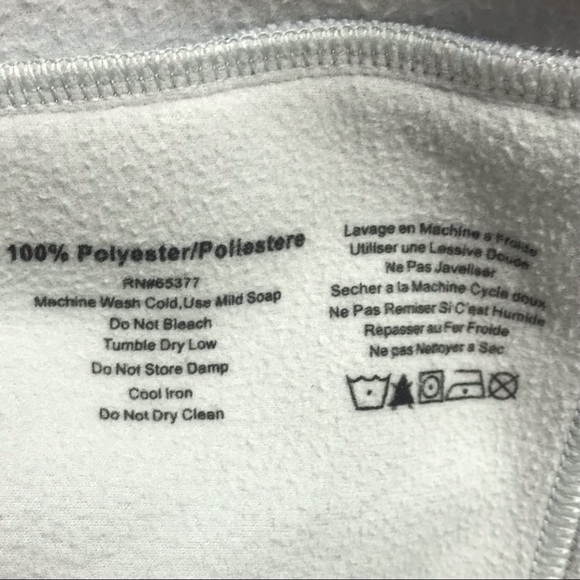 100% Polyester/Poliestere
RN#65377
Machine Wash Cold,Use Mild Soap
Do Not Bleach
Tumble Dry Low
Do Not Store Damp
Cool Iron
Do Not Dry Clean
Lavage en Machine a Froide
Utiliser une Lessive Douce
Ne Pas Javelleer
Secher a la Machine Cycle doux
Ne Pas Remiser Si C'est Humide
Repasser au Fer Froide
Ne pas Nettoyer a Sec